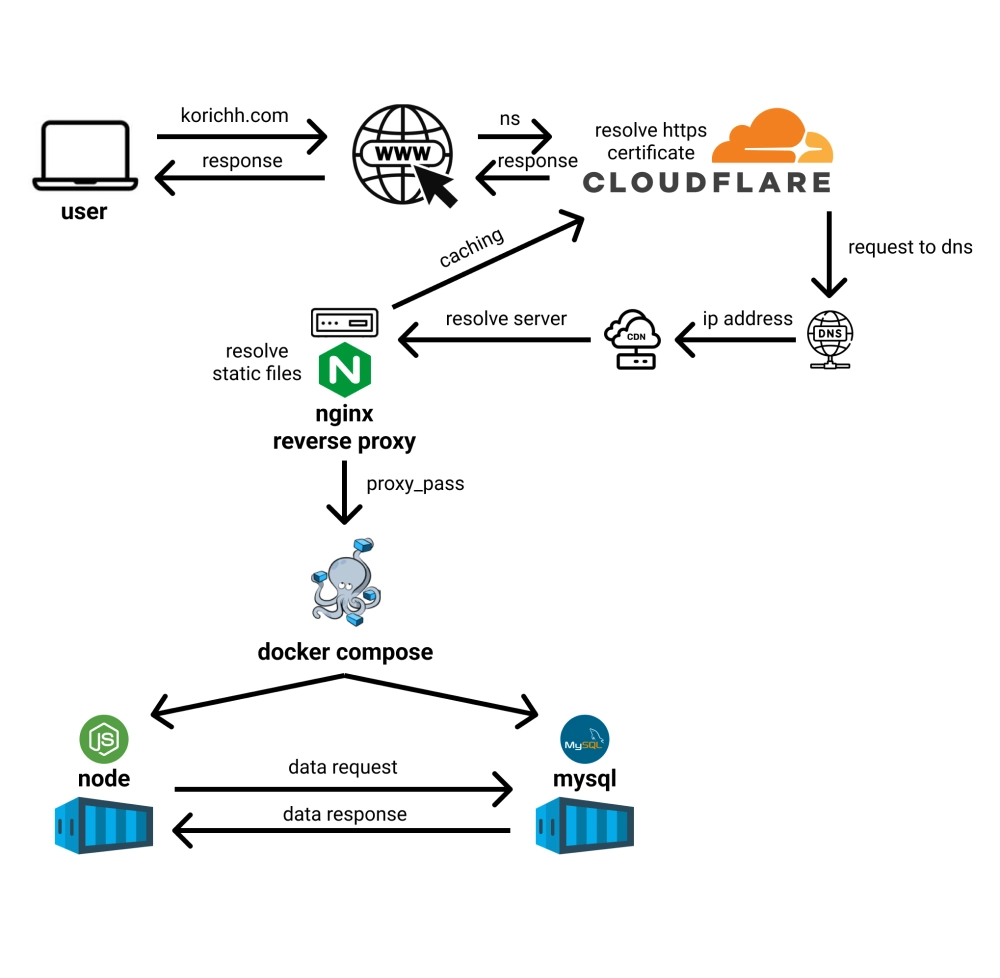 korichh.com
response
user
WWW
ns
response
resolve https
certificate
CLOUDFLARE
caching
request to dns
resolve server
CDN
ip address
DNS
resolve
static files
N
nginx
reverse proxy
proxy_pass
docker compose
JS
node
MySQL
mysql
data request
data response